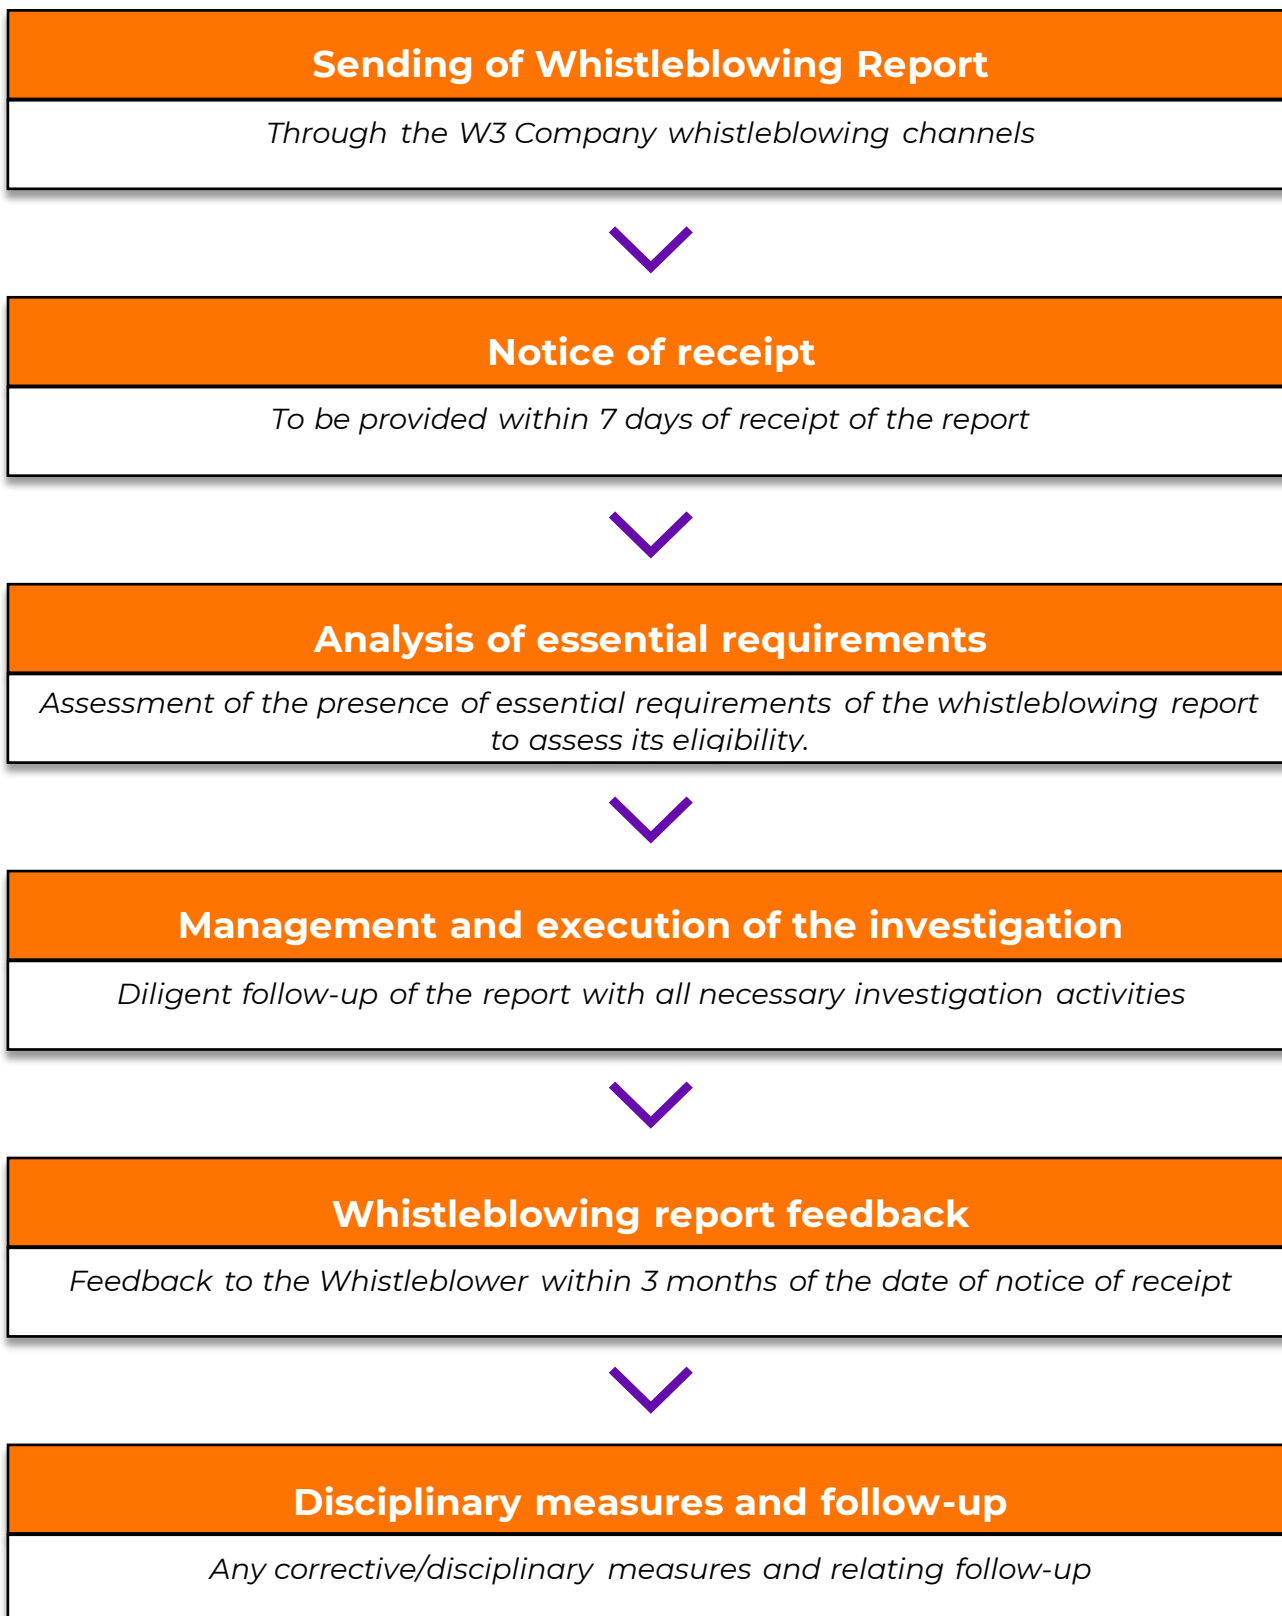 Sending of Whistleblowing Report
Through the W3 Company whistleblowing channels
Notice of receipt
To be provided within 7 days of receipt of the report
Analysis of essential requirements
Assessment of the presence of essential requirements of the whistleblowing report
to assess its eligibility.
Management and execution of the investigation
Diligent follow-up of the report with all necessary investigation activities
Whistleblowing report feedback
Feedback to the Whistleblower within 3 months of the date of notice of receipt
Disciplinary measures and follow-up
Any corrective/disciplinary measures and relating follow-up